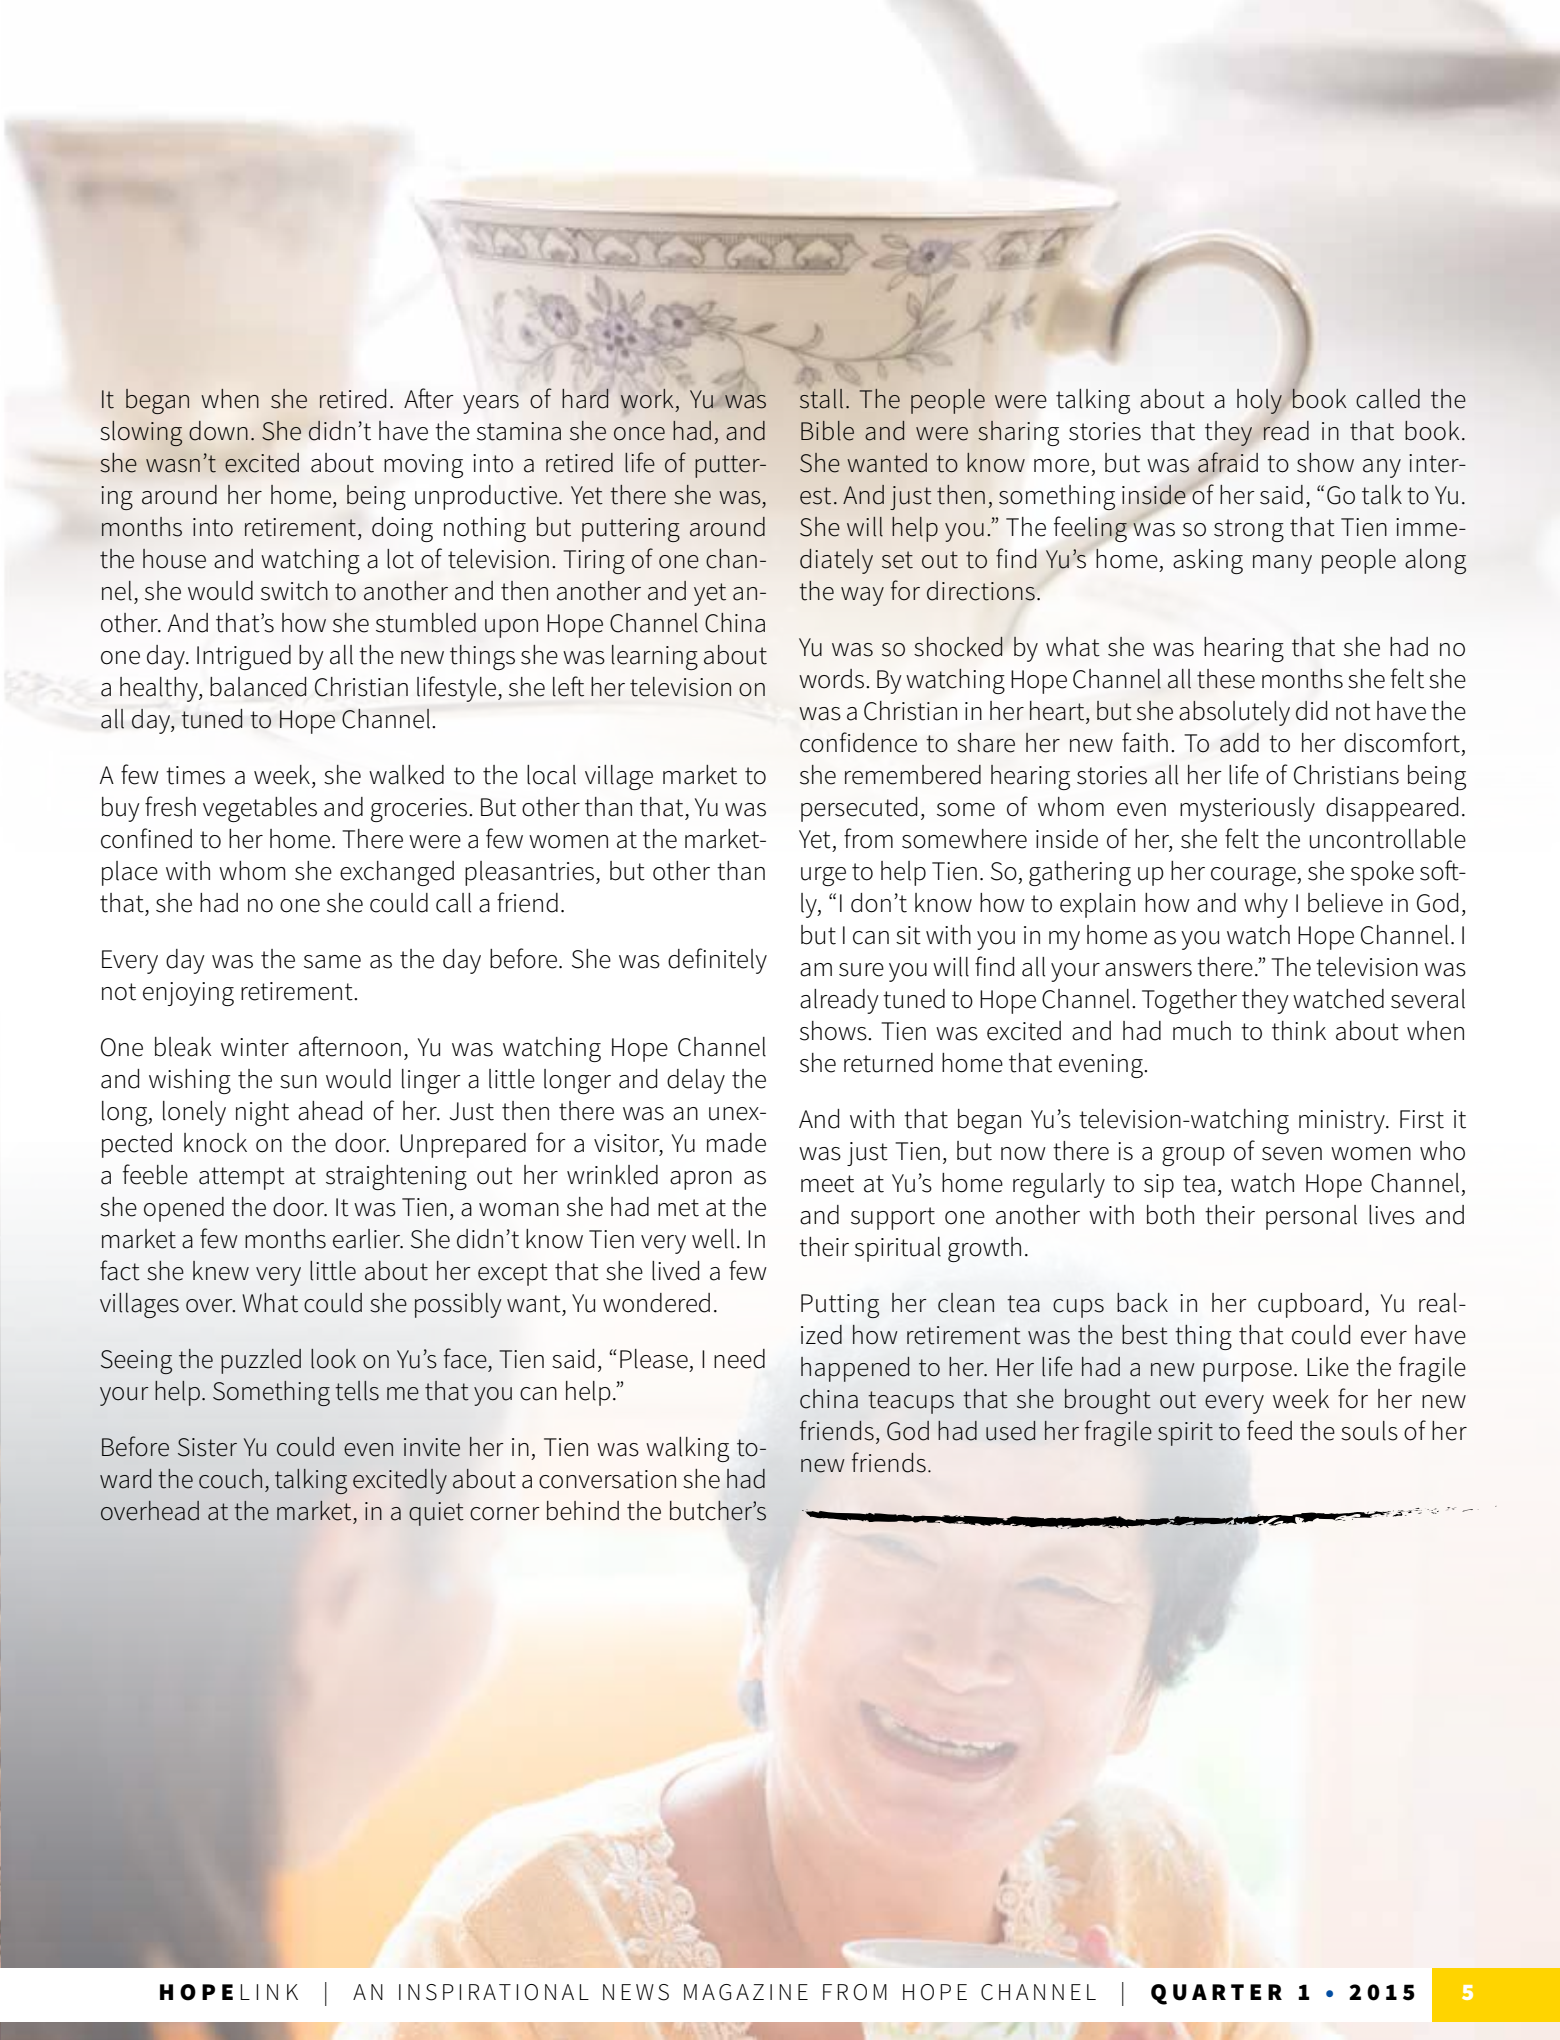 It began when she retired. After years of hard work, Yu was
slowing down. She didn’t have the stamina she once had, and
she wasn’t excited about moving into a retired life of putter-
ing around her home, being unproductive. Yet there she was,
months into retirement, doing nothing but puttering around
the house and watching a lot of television. Tiring of one chan-
nel, she would switch to another and then another and yet an-
other. And that’s how she stumbled upon Hope Channel China
one day. Intrigued by all the new things she was learning about
a healthy, balanced Christian lifestyle, she left her television on
all day, tuned to Hope Channel.
A few times a week, she walked to the local village market to
buy fresh vegetables and groceries. But other than that, Yu was
confined to her home. There were a few women at the market-
place with whom she exchanged pleasantries, but other than
that, she had no one she could call a friend.
Every day was the same as the day before. She was definitely
not enjoying retirement.
One bleak winter afternoon, Yu was watching Hope Channel
and wishing the sun would linger a little longer and delay the
long, lonely night ahead of her. Just then there was an unex-
pected knock on the door. Unprepared for a visitor, Yu made
a feeble attempt at straightening out her wrinkled apron as
she opened the door. It was Tien, a woman she had met at the
market a few months earlier. She didn’t know Tien very well. In
fact she knew very little about her except that she lived a few
villages over. What could she possibly want, Yu wondered.
Seeing the puzzled look on Yu’s face, Tien said, “Please, I need
your help. Something tells me that you can help.”
Before Sister Yu could even invite her in, Tien was walking to-
ward the couch, talking excitedly about a conversation she had
overhead at the market, in a quiet corner behind the butcher’s
stall. The people were talking about a holy book called the
Bible and were sharing stories that they read in that book.
She wanted to know more, but was afraid to show any inter-
est. And just then, something inside of her said, “Go talk to Yu.
She will help you.” The feeling was so strong that Tien imme-
diately set out to find Yu’s home, asking many people along
the way for directions.
Yu was so shocked by what she was hearing that she had no
words. By watching Hope Channel all these months she felt she
was a Christian in her heart, but she absolutely did not have the
confidence to share her new faith. To add to her discomfort,
she remembered hearing stories all her life of Christians being
persecuted, some of whom even mysteriously disappeared.
Yet, from somewhere inside of her, she felt the uncontrollable
urge to help Tien. So, gathering up her courage, she spoke soft-
ly, “I don’t know how to explain how and why I believe in God,
but I can sit with you in my home as you watch Hope Channel. I
am sure you will find all your answers there.” The television was
already tuned to Hope Channel. Together they watched several
shows. Tien was excited and had much to think about when
she returned home that evening.
And with that began Yu’s television-watching ministry. First it
was just Tien, but now there is a group of seven women who
meet at Yu’s home regularly to sip tea, watch Hope Channel,
and support one another with both their personal lives and
their spiritual growth.
Putting her clean tea cups back in her cupboard, Yu real-
ized how retirement was the best thing that could ever have
happened to her. Her life had a new purpose. Like the fragile
china teacups that she brought out every week for her new
friends, God had used her fragile spirit to feed the souls of her
new friends.
HOPELINK | AN INSPIRATIONAL NEWS MAGAZINE FROM HOPE CHANNEL | QUARTER 1 • 2015 5